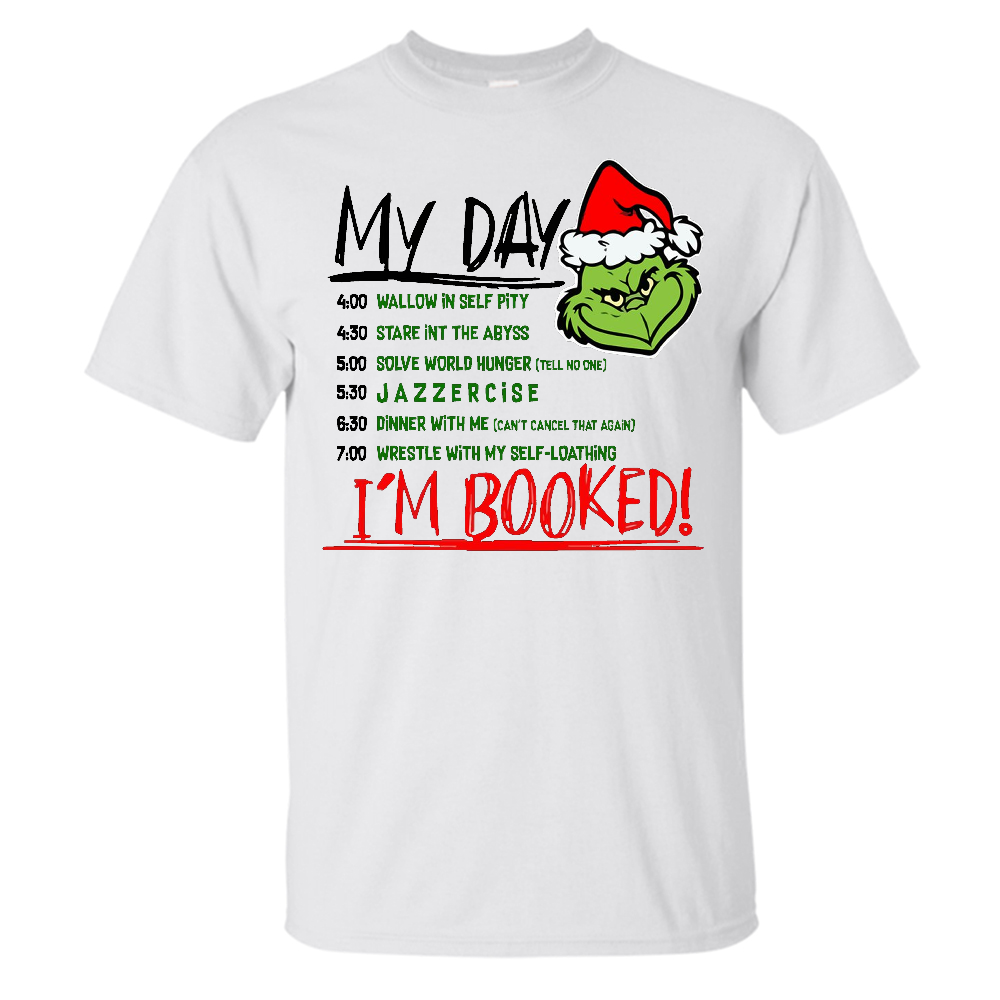 MY DAY
4:00 WALLOW IN SELF PITY
4:30 STARE INT THE ABYSS
5:00 SOLVE WORLD HUNGER (TELL NO ONE)
5:30 JAZZERCISE
6:30 DINNER WITH ME (CAN'T CANCEL THAT AGAIN)
7:00 WRESTLE WITH MY SELF-LOATHING
I'M BOOKED!